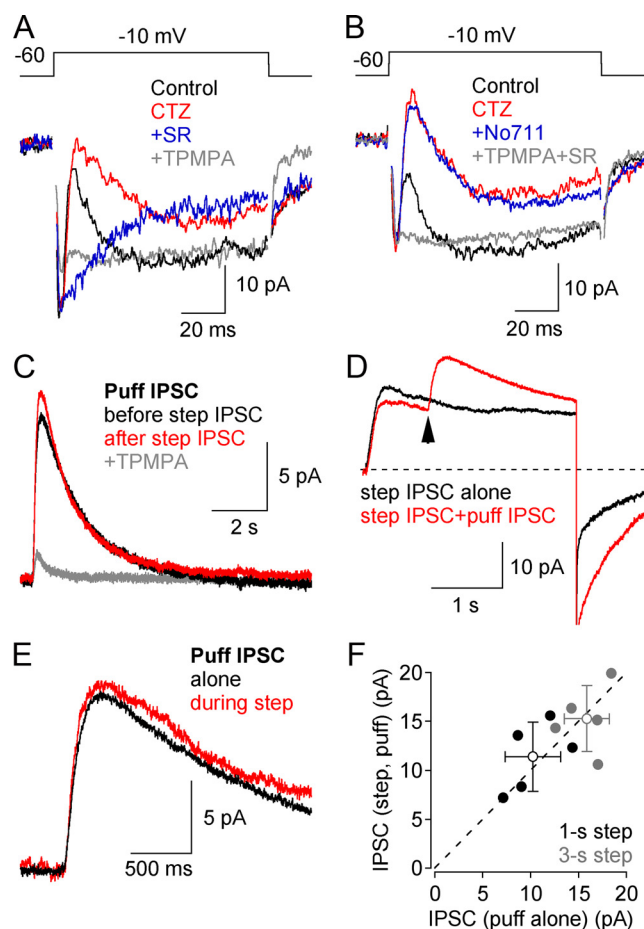 A
-10 mV
-60
Control
CTZ
+SR
+TPMPA
10 pA
20 ms
B
-10 mV
-60
Control
CTZ
+No711
+TPMPA+SR
10 pA
20 ms
C
Puff IPSC
before step IPSC
after step IPSC
+TPMPA
5 pA
2 s
D
step IPSC alone
step IPSC+puff IPSC
10 pA
1 s
E
Puff IPSC
alone
during step
5 pA
500 ms
F
IPSC (step, puff) (pA)
20
15
10
5
0
1-s step
3-s step
0 5 10 15 20
IPSC (puff alone) (pA)